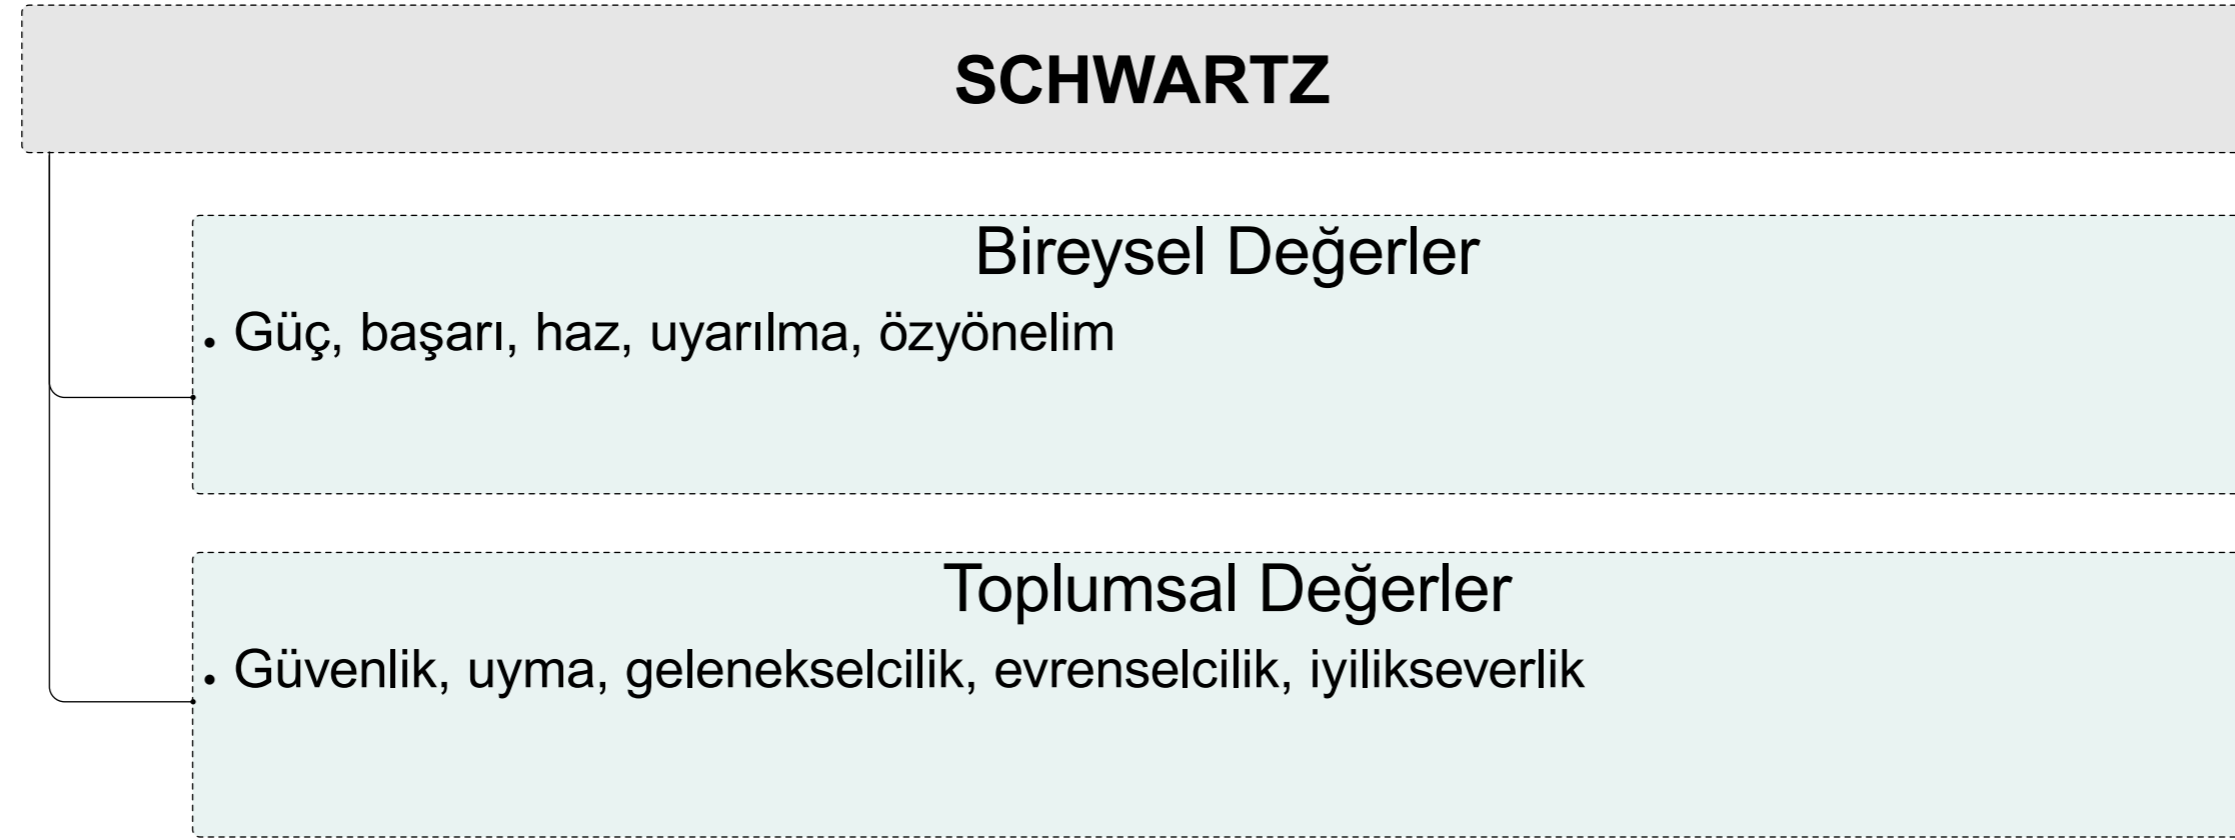 SCHWARTZ
Bireysel Değerler
• Güç, başarı, haz, uyarılma, özyönelim
Toplumsal Değerler
• Güvenlik, uyma, gelenekselcilik, evrenselcilik, iyilikseverlik